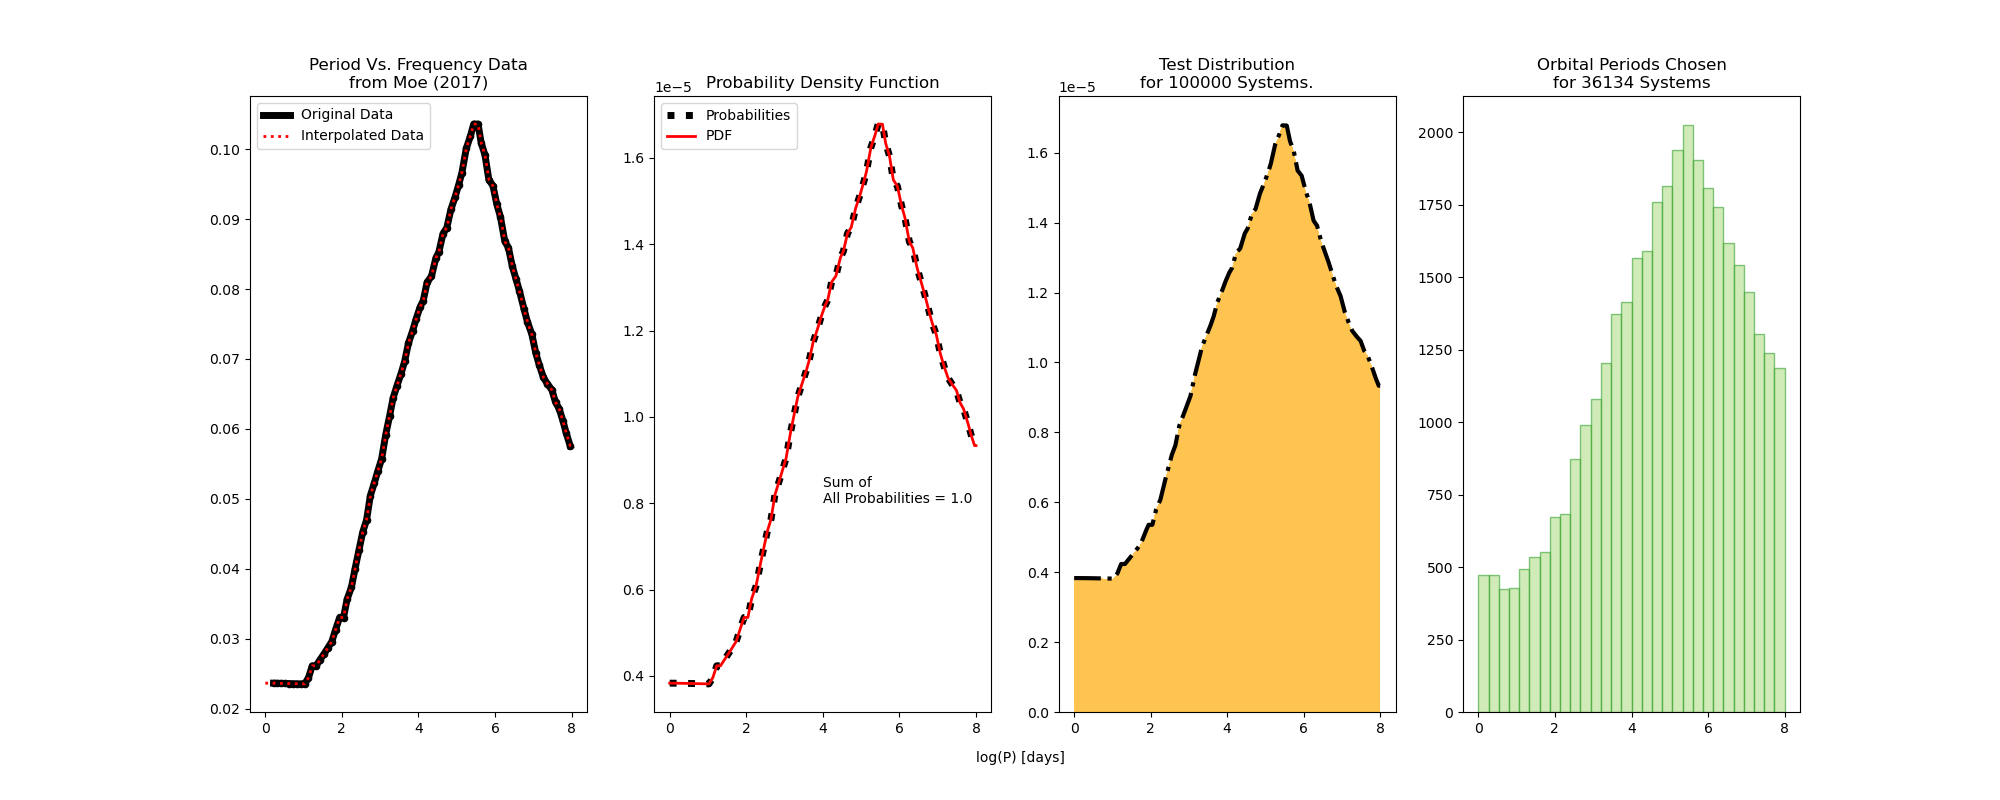 Period Vs. Frequency Data
from Moe (2017)
Original Data
Interpolated Data
0.10
0.09
0.08
0.07
0.06
0.05
0.04
0.03
0.02
0 2 4 6 8
1e−5
Probability Density Function
Probabilities
PDF
1.6
1.4
1.2
1.0
0.8
0.6
0.4
Sum of
All Probabilities = 1.0
0 2 4 6 8
Test Distribution
for 100000 Systems.
1e−5
1.6
1.4
1.2
1.0
0.8
0.6
0.4
0.2
0.0
0 2 4 6 8
Orbital Periods Chosen
for 36134 Systems
2000
1750
1500
1250
1000
750
500
250
0
0 2 4 6 8
log(P) [days]